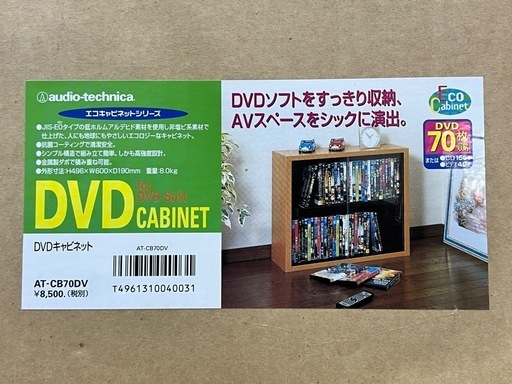 audio-technica
エコキャビネットシリーズ
●JIS-E0タイプの低ホルムアルデヒド素材を使用し非塩ビ系素材で
仕上げた、人にも地球にもやさしいエコロジーなキャビネット。
●抗菌コーティングで清潔安全。
●シンプル構造で組み立て簡単。しかも高強度設計。
●金属製ダボで積み重ね可能。
●外形寸法:H496×W600×D190mm 重量:8.0kg
DVD for DVD Soft CABINET
DVDキャビネット
AT-CB70DV
AT-CB70DV
¥8,500.(税別)
T4961310040031
DVDソフトをすっきり収納、
AVスペースをシックに演出。
ECO
Cabinet
DVD
70枚収納
または